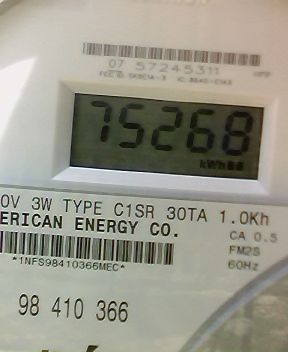 07 57245311
HPP
75268
kWh
0V 3W TYPE C1SR 30TA 1.0Kh
ERICAN ENERGY CO.
CA 0.5
FM2S
60Hz
*1NFS98410366MEC*
98 410 366